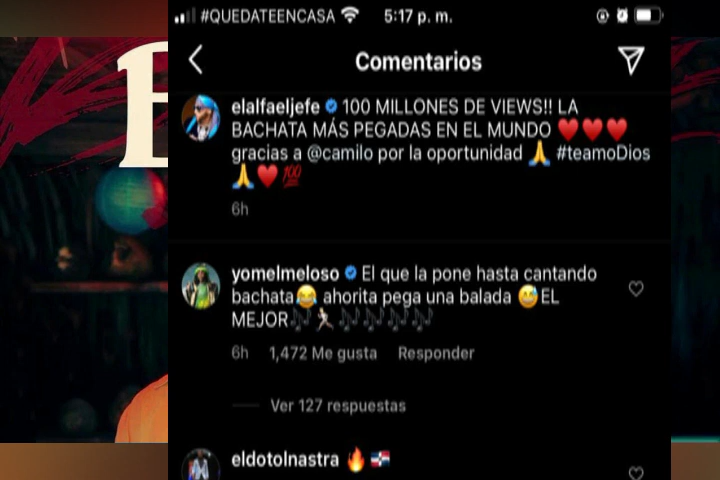 #QUEDATEENCASA 5:17 p. m.
Comentarios
elalfaeljefe 100 MILLONES DE VIEWS!! LA
BACHATA MÁS PEGADAS EN EL MUNDO ❤️❤️❤️
gracias a @camilo por la oportunidad 🙏 #teamoDios
🙏❤️💯
6h
yomelmeloso El que la pone hasta cantando
bachata😂 ahorita pega una balada 😅EL
MEJOR🎶🏃🏻🎶🎶🎶🎶
6h 1,472 Me gusta Responder
Ver 127 respuestas
eldotolnastra 🔥🇩🇴